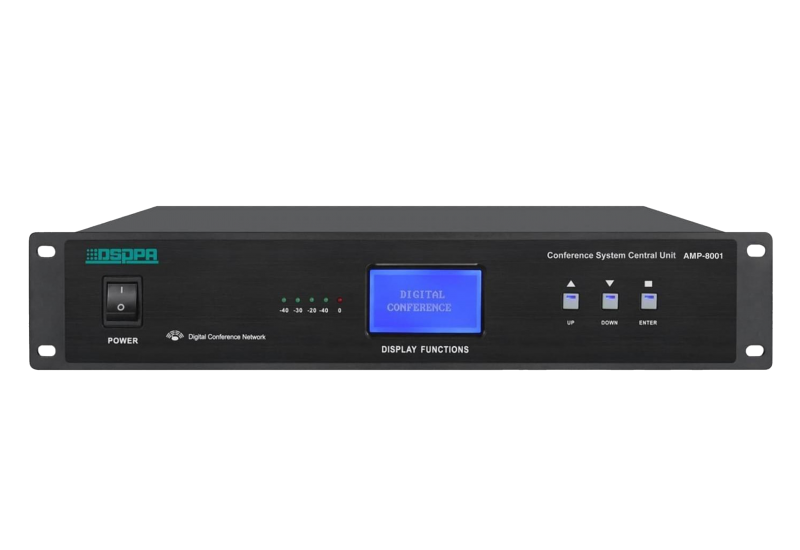 DSPPA
Conference System Central Unit AMP-8001
DIGITAL
CONFERENCE
-40 -30 -20 -40 0
UP DOWN ENTER
POWER
Digital Conference Network
DISPLAY FUNCTIONS